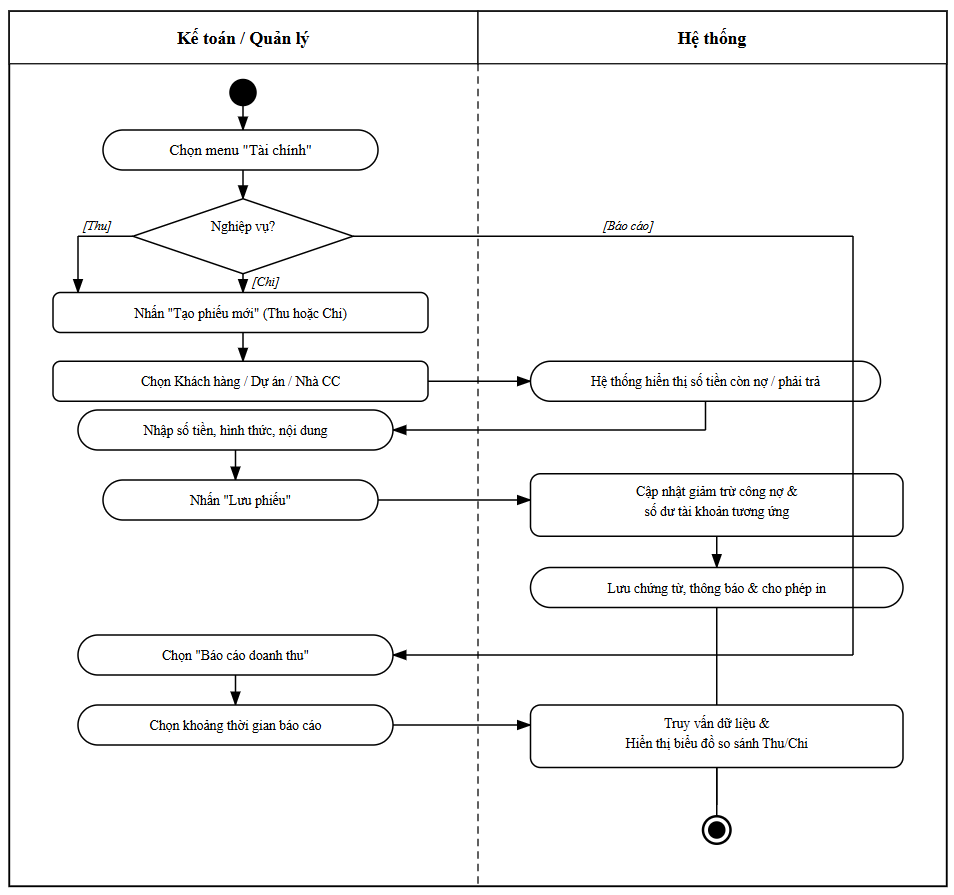 Kế toán / Quản lý
Hệ thống
Chọn menu "Tài chính"
Nghiệp vụ?
[Thu]
[Báo cáo]
[Chi]
Nhấn "Tạo phiếu mới" (Thu hoặc Chi)
Chọn Khách hàng / Dự án / Nhà CC
Hệ thống hiển thị số tiền còn nợ / phải trả
Nhập số tiền, hình thức, nội dung
Nhấn "Lưu phiếu"
Cập nhật giảm trừ công nợ &
số dư tài khoản tương ứng
Lưu chứng từ, thông báo & cho phép in
Chọn "Báo cáo doanh thu"
Chọn khoảng thời gian báo cáo
Truy vấn dữ liệu &
Hiển thị biểu đồ so sánh Thu/Chi